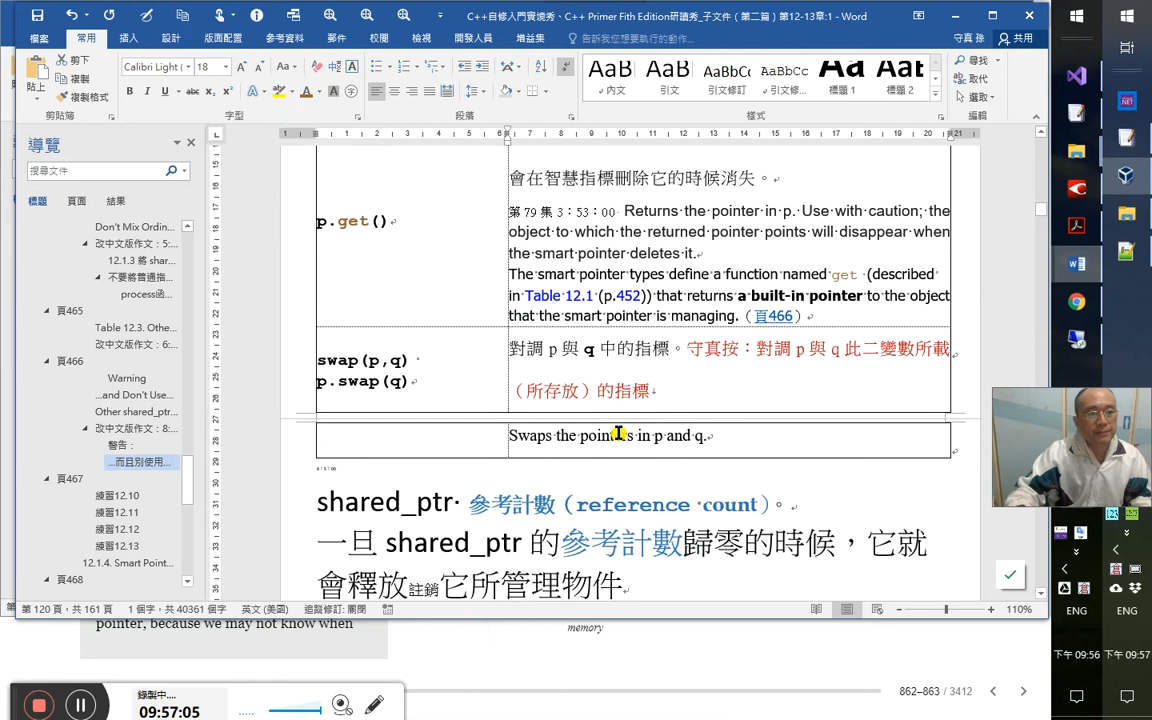 C++自修入門實境秀、C++ Primer Fith Edition研讀秀_子文件（第二篇）第12-13章:1 - Word
檔案 常用 插入 設計 版面配置 參考資料 郵件 校閱 檢視 開發人員 增益集 告訴我您想要執行的動作... 守真 孫 共用
貼上 剪下 複製 複製格式
Calibri Light ( 18
AaB 內文 AaB 引文 AaBbCc 引文修訂 AaBbCc 引文修... Aat 標題 1 Aat 標題 2
尋找 取代 選取
剪貼簿 字型 段落 樣式 編輯
導覽
搜尋文件
標題 頁面 結果
Don't Mix Ordin...
改中文版作文：5:...
12.1.3 將 shar...
不要將普通指...
process函...
頁465
Table 12.3. Othe...
改中文版作文：6:...
頁466
Warning
...and Don't Use...
Other shared_ptr...
改中文版作文：8:...
警告：
...而且別使用...
頁467
練習12.10
練習12.11
練習12.12
練習12.13
12.1.4. Smart Point...
頁468
會在智慧指標刪除它的時候消失。
p.get()
第 79 集 3：53：00 Returns the pointer in p. Use with caution; the
object to which the returned pointer points will disappear when
the smart pointer deletes it.
The smart pointer types define a function named get (described
in Table 12.1 (p.452)) that returns a built-in pointer to the object
that the smart pointer is managing.（頁466）
swap(p,q)
p.swap(q)
對調 p 與 q 中的指標。守真按：對調 p 與 q 此二變數所載
（所存放）的指標
Swaps the pointers in p and q.
shared_ptr 參考計數（reference count）。
一旦 shared_ptr 的參考計數歸零的時候，它就
會釋放註銷它所管理物件
第 120 頁，共 161 頁 1 個字，共 40361 個字 英文 (美國) 追蹤修訂: 關閉 110%
pointer, because we may not know when
memory
862–863 / 3412
錄製中....
09:57:05
ENG ENG
下午 09:56 下午 09:57